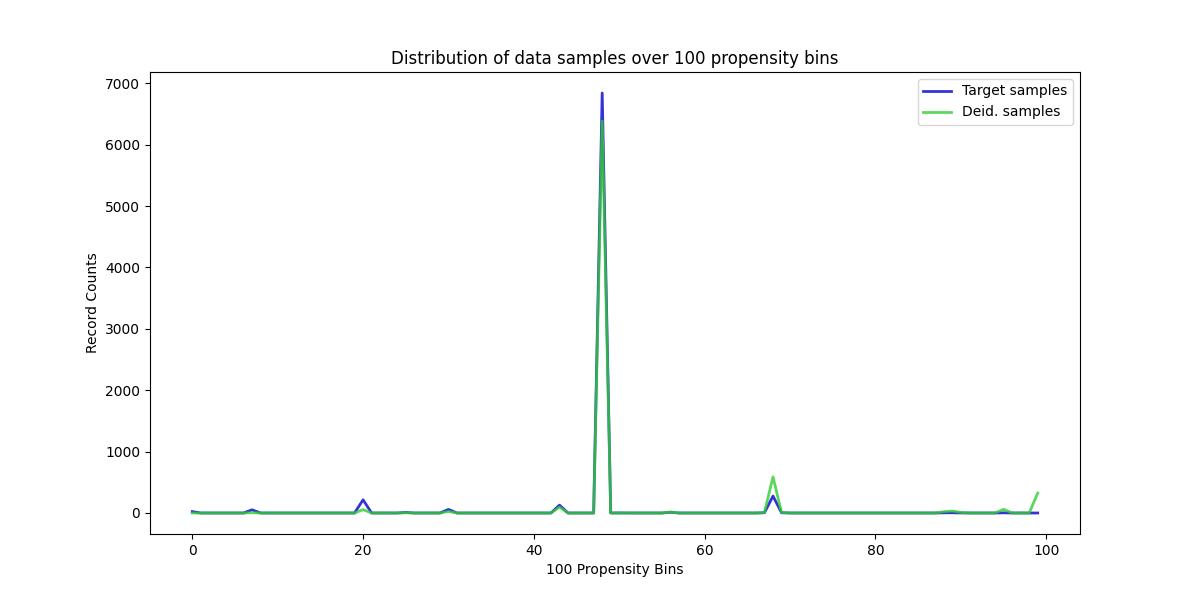 Distribution of data samples over 100 propensity bins
Target samples
Deid. samples
7000
6000
5000
4000
3000
2000
1000
0
Record Counts
0 20 40 60 80 100
100 Propensity Bins